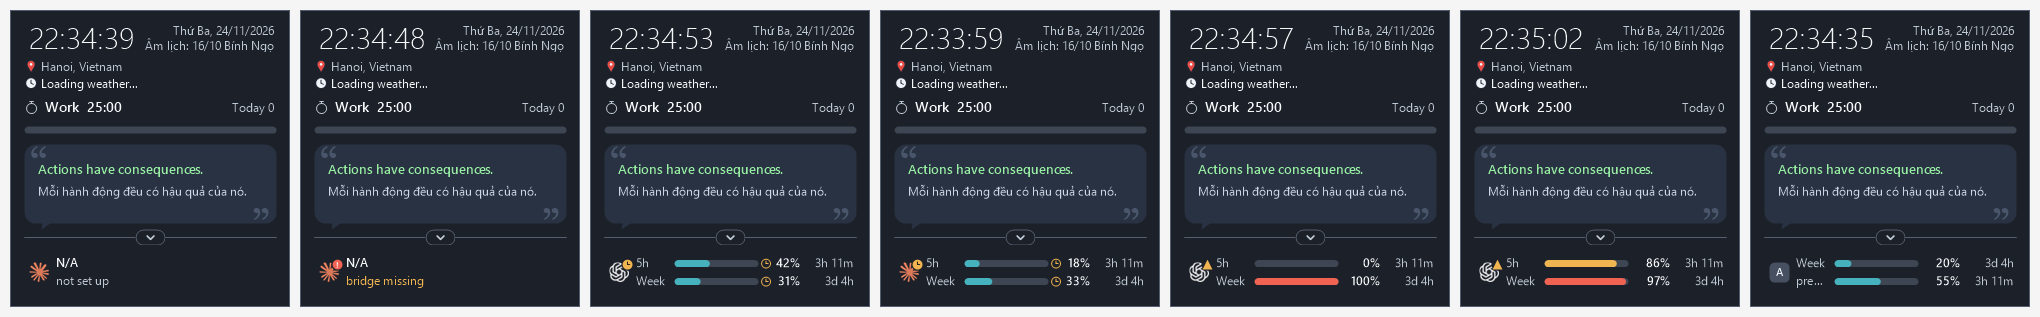 22:34:39
Thứ Ba, 24/11/2026
Âm lịch: 16/10 Bính Ngọ
Hanoi, Vietnam
Loading weather...
Work 25:00 Today 0
“
Actions have consequences.
Mỗi hành động đều có hậu quả của nó.
”
N/A
not set up
22:34:48
Thứ Ba, 24/11/2026
Âm lịch: 16/10 Bính Ngọ
Hanoi, Vietnam
Loading weather...
Work 25:00 Today 0
“
Actions have consequences.
Mỗi hành động đều có hậu quả của nó.
”
N/A
bridge missing
22:34:53
Thứ Ba, 24/11/2026
Âm lịch: 16/10 Bính Ngọ
Hanoi, Vietnam
Loading weather...
Work 25:00 Today 0
“
Actions have consequences.
Mỗi hành động đều có hậu quả của nó.
”
5h 42% 3h 11m
Week 31% 3d 4h
22:33:59
Thứ Ba, 24/11/2026
Âm lịch: 16/10 Bính Ngọ
Hanoi, Vietnam
Loading weather...
Work 25:00 Today 0
“
Actions have consequences.
Mỗi hành động đều có hậu quả của nó.
”
5h 18% 3h 11m
Week 33% 3d 4h
22:34:57
Thứ Ba, 24/11/2026
Âm lịch: 16/10 Bính Ngọ
Hanoi, Vietnam
Loading weather...
Work 25:00 Today 0
“
Actions have consequences.
Mỗi hành động đều có hậu quả của nó.
”
5h 0% 3h 11m
Week 100% 3d 4h
22:35:02
Thứ Ba, 24/11/2026
Âm lịch: 16/10 Bính Ngọ
Hanoi, Vietnam
Loading weather...
Work 25:00 Today 0
“
Actions have consequences.
Mỗi hành động đều có hậu quả của nó.
”
5h 86% 3h 11m
Week 97% 3d 4h
22:34:35
Thứ Ba, 24/11/2026
Âm lịch: 16/10 Bính Ngọ
Hanoi, Vietnam
Loading weather...
Work 25:00 Today 0
“
Actions have consequences.
Mỗi hành động đều có hậu quả của nó.
”
A
Week 20% 3d 4h
pre... 55% 3h 11m